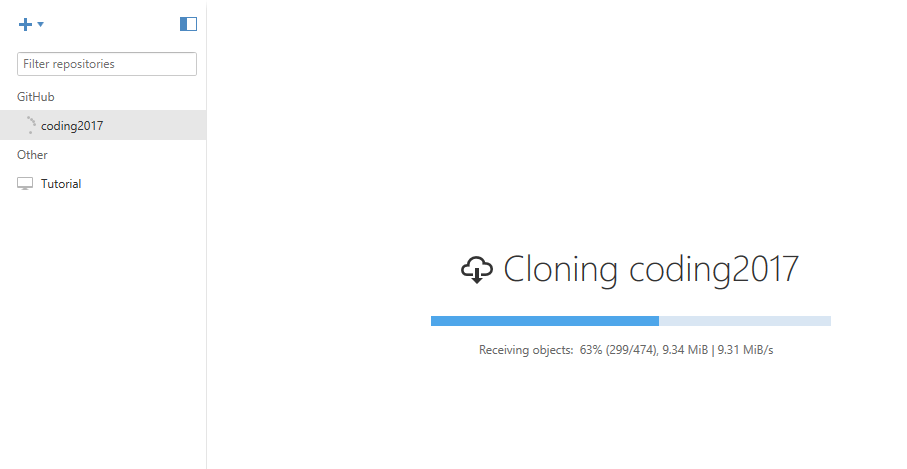 Filter repositories
GitHub
coding2017
Other
Tutorial
Cloning coding2017
Receiving objects: 63% (299/474), 9.34 MiB | 9.31 MiB/s